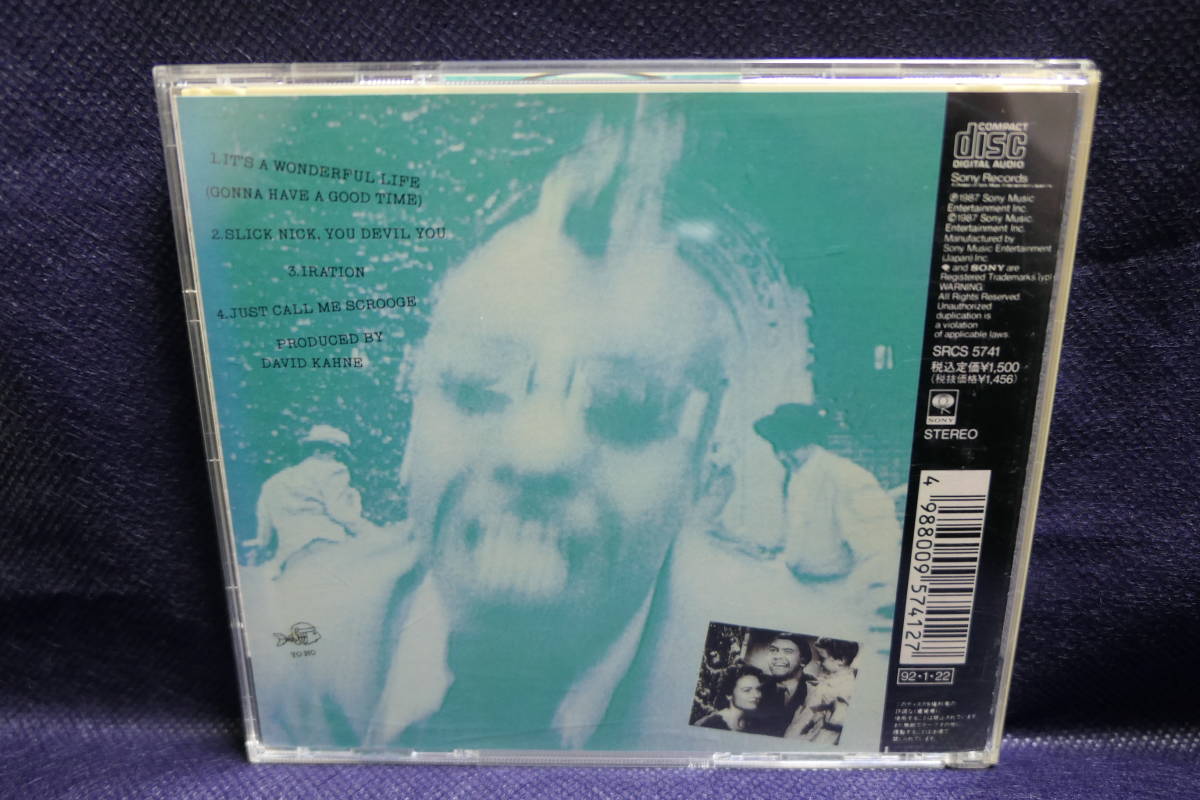 1.IT'S A WONDERFUL LIFE
(GONNA HAVE A GOOD TIME)
2.SLICK NICK, YOU DEVIL YOU
3.IRATION
4.JUST CALL ME SCROOGE
PRODUCED BY
DAVID KAHNE
YO HO
COMPACT
disc
DIGITAL AUDIO
Sony Records
℗1987 Sony Music
Entertainment Inc.
©1987 Sony Music
Entertainment Inc.
Manufactured by
Sony Music Entertainment
(Japan) Inc.
and SONY are
Registered Trademarks
WARNING
All Rights Reserved.
Unauthorized
duplication is
a violation
of applicable laws.
SRCS 5741
税込定価¥1,500
(税抜価格¥1,456)
SONY
STEREO
4 988009 574127
92・1・22